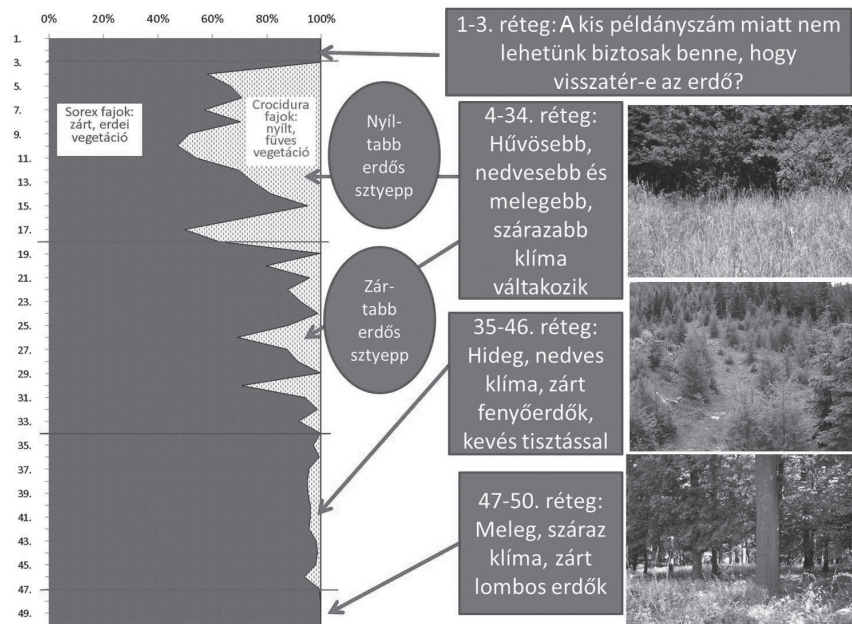 0% 20% 40% 60% 80% 100%
1.
3.
5.
7.
9.
11.
13.
15.
17.
19.
21.
23.
25.
27.
29.
31.
33.
35.
37.
39.
41.
43.
45.
47.
49.
Sorex fajok:
zárt, erdei
vegetáció
Crocidura
fajok:
nyílt,
füves
vegetáció
Nyíl-
tabb
erdős
sztyepp
Zár-
tabb
erdős
sztyepp
1-3. réteg: A kis példányszám miatt nem
lehetünk biztosak benne, hogy
visszatér-e az erdő?
4-34. réteg:
Hűvösebb,
nedvesebb és
melegebb,
szárazabb
klíma
váltakozik
35-46. réteg:
Hideg, nedves
klíma, zárt
fenyőerdők,
kevés tisztással
47-50. réteg:
Meleg, száraz
klíma, zárt
lombos erdők